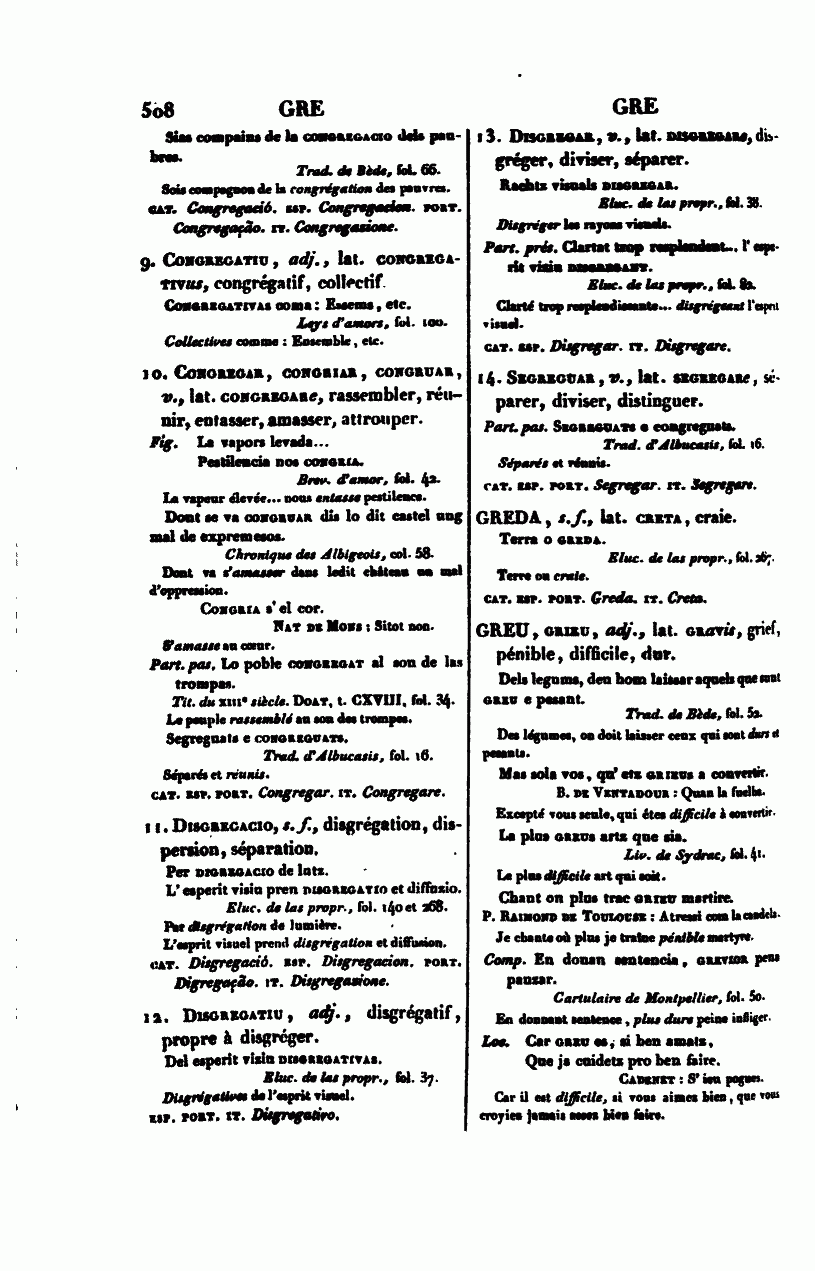 508 GRE
GRE
Sias compains de la CONGREGACIO dels pau-
bres.
Trad. de Bède, fol. 66.
Sois compagnon de la congrégation des pauvres.
CAT. Congregació. ESP. Congregacion. PORT.
Congregação. IT. Congregazione.
9. CONGREGATIU, adj., lat. CONGREGA-
TIVUS, congrégatif, collectif.
CONGREGATIVAS coma : Essems, etc.
Leys d'amors, fol. 100.
Collectives comme : Ensemble, etc.
10. CONGREGAR, CONGRIAR, CONGRUAR,
v., lat. CONGREGARE, rassembler, réu-
nir, entasser, amasser, attrouper.
Fig. La vapors levada...
Pestilencia nos CONGRIA.
Brev. d'amor, fol. 42.
La vapeur élevée... nous entasse pestilence.
Dont se va CONGRUAR dis lo dit castel ung
mal de expremesos.
Chronique des Albigeois, col. 58.
Dont va s'amasser dans ledit château un mal
d'oppression.
CONGRIA s'el cor.
NAT DE MONS : Sitot non.
S'amasse au cœur.
Part. pas. Lo poble CONGREGAT al son de las
trompas.
Tit. du XIIIe siècle. DOAT, t. CXVIII, fol. 34.
Le peuple rassemblé au son des trompes.
Segregnats e CONGREGUATS.
Trad. d'Albucasis, fol. 16.
Séparés et réunis.
CAT. ESP. PORT. Congregar. IT. Congregare.
11. DISGREGACIO, s. f., disgrégation, dis-
persion, séparation.
Per DIGREGACIO de lutz.
L'esperit visiu pren DISGREGATIO et diffuzio.
Eluc. de las propr., fol. 140 et 268.
Par disgrégation de lumière.
L'esprit visuel prend disgrégation et diffusion.
CAT. Disgregació. ESP. Disgregacion. PORT.
Digregação. IT. Disgregazione.
12. DISGREGATIU, adj., disgrégatif,
propre à disgréger.
Del esperit visiu DISGREGATIVAS.
Eluc. de las propr., fol. 37.
Disgrégatives de l'esprit visuel.
ESP. PORT. IT. Disgregativo.
13. DISGREGAR, v., lat. DISGREGARE, dis-
gréger, diviser, séparer.
Rachtz visuals DISGREGAR.
Eluc. de las propr., fol. 38.
Disgréger les rayons visuels.
Part. prés. Clartat trop resplendent... l'espe-
rit visiu DISGREGANT.
Eluc. de las propr., fol. 82.
Clarté trop resplendissante... disgrégeant l'esprit
visuel.
CAT. ESP. Disgregar. IT. Disgregare.
14. SEGREGUAR, v., lat. SEGREGARE, sé-
parer, diviser, distinguer.
Part. pas. SEGREGUATS e congreguats.
Trad. d'Albucasis, fol. 16.
Séparés et réunis.
CAT. ESP. PORT. Segregar. IT. Segregare.
GREDA, s. f., lat. CRETA, craie.
Terra o GREDA.
Eluc. de las propr., fol. 267.
Terre ou craie.
CAT. ESP. PORT. Greda. IT. Creta.
GREU, GRIEU, adj., lat. GRAVIS, grief,
pénible, difficile, dur.
Dels legums, deu hom laissar aquels que sont
GREU e pesant.
Trad. de Bède, fol. 52.
Des légumes, on doit laisser ceux qui sont durs et
pesants.
Mas sola vos, qu'etz GRIEUS a convertir.
B. DE VENTADOUR : Quan la fuelha.
Excepté vous seule, qui êtes difficile à convertir.
La plus GREUS artz que sia.
Liv. de Sydrac, fol. 41.
Le plus difficile art qui soit.
Chant on plus trac GRIEU martire.
P. RAIMOND DE TOULOUSE : Atressi com la candela.
Je chante où plus je traîne pénible martyre.
Comp. En donan sentencia, GREVIOR pena
pauzar.
Cartulaire de Montpellier, fol. 50.
En donnant sentence, plus dure peine infliger.
Loc. Car GREU es, si ben amatz,
Que ja cuidetz pro ben faire.
CADENET : S'ieu pogues.
Car il est difficile, si vous aimez bien, que vous
croyiez jamais assez bien faire.